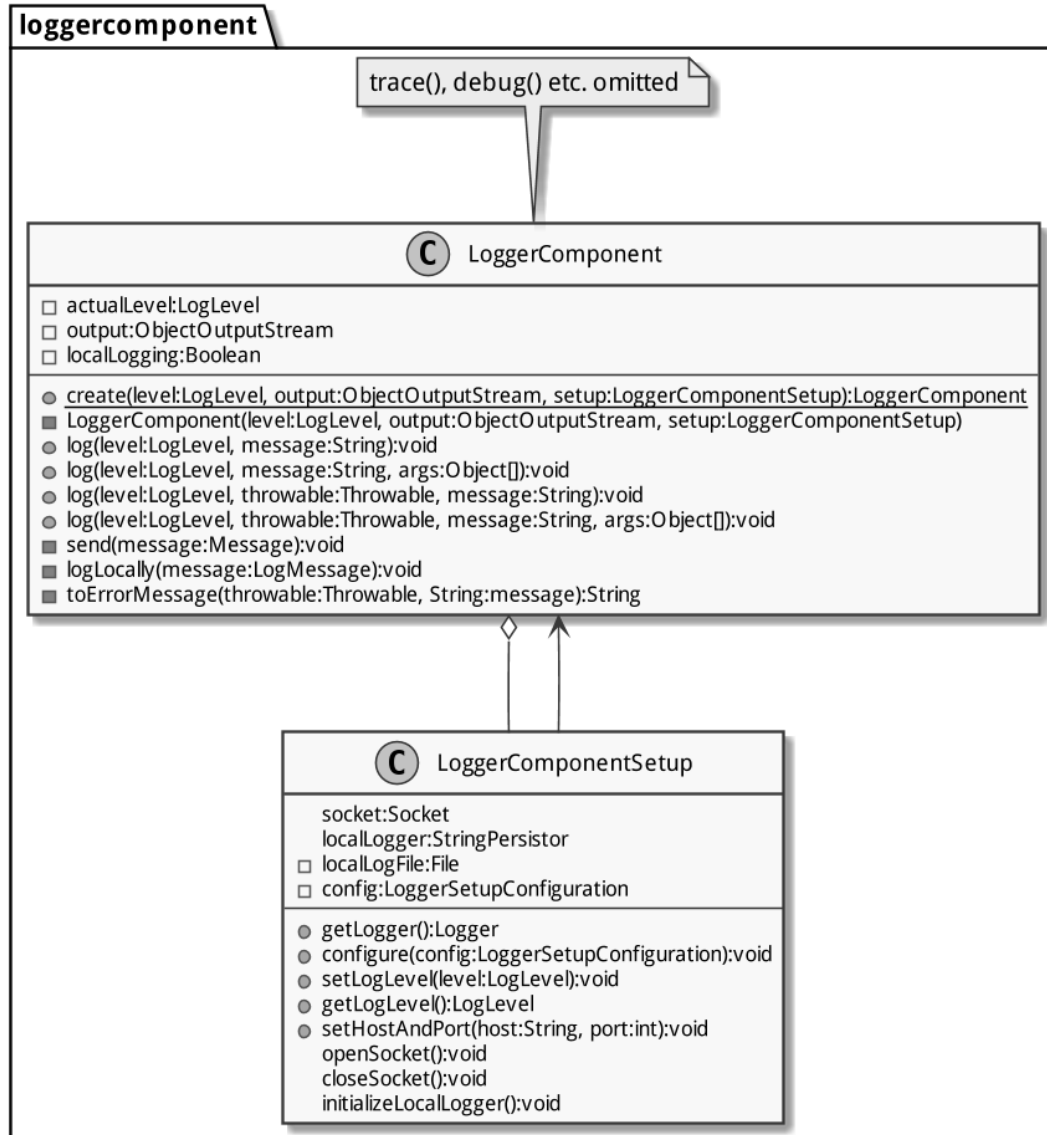 loggercomponent
trace(), debug() etc. omitted
C LoggerComponent
actualLevel:LogLevel
output:ObjectOutputStream
localLogging:Boolean
create(level:LogLevel, output:ObjectOutputStream, setup:LoggerComponentSetup):LoggerComponent
LoggerComponent(level:LogLevel, output:ObjectOutputStream, setup:LoggerComponentSetup)
log(level:LogLevel, message:String):void
log(level:LogLevel, message:String, args:Object[]):void
log(level:LogLevel, throwable:Throwable, message:String):void
log(level:LogLevel, throwable:Throwable, message:String, args:Object[]):void
send(message:Message):void
logLocally(message:LogMessage):void
toErrorMessage(throwable:Throwable, String:message):String
C LoggerComponentSetup
socket:Socket
localLogger:StringPersistor
localLogFile:File
config:LoggerSetupConfiguration
getLogger():Logger
configure(config:LoggerSetupConfiguration):void
setLogLevel(level:LogLevel):void
getLogLevel():LogLevel
setHostAndPort(host:String, port:int):void
openSocket():void
closeSocket():void
initializeLocalLogger():void